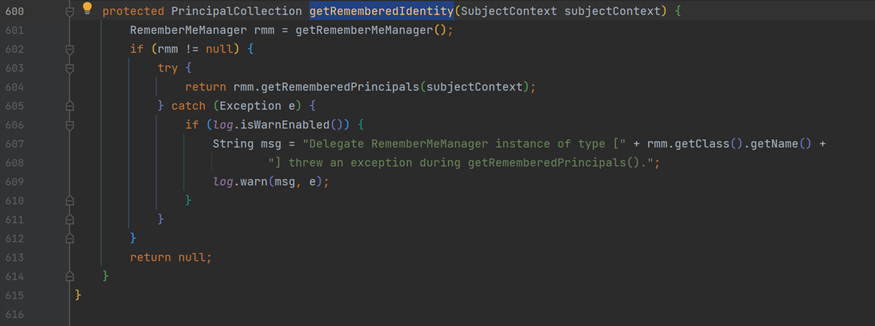 600 protected PrincipalCollection getRememberedIdentity(SubjectContext subjectContext) {
601 RememberMeManager rmm = getRememberMeManager();
602 if (rmm != null) {
603 try {
604 return rmm.getRememberedPrincipals(subjectContext);
605 } catch (Exception e) {
606 if (log.isWarnEnabled()) {
607 String msg = "Delegate RememberMeManager instance of type [" + rmm.getClass().getName() +
608 "] threw an exception during getRememberedPrincipals().";
609 log.warn(msg, e);
610 }
611 }
612 }
613 return null;
614 }
615 }
616